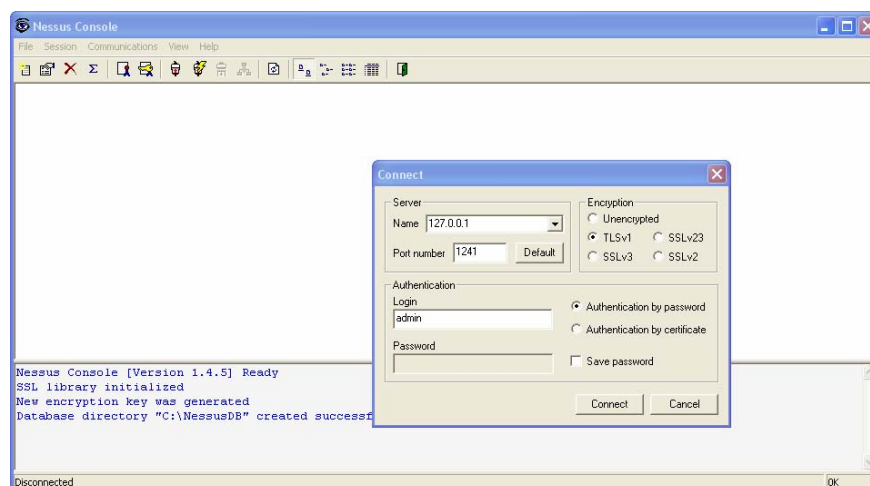 Nessus Console
File Session Communications View Help
Connect
Server
Name 127.0.0.1
Port number 1241 Default
Encryption
Unencrypted
TLSv1 SSLv23
SSLv3 SSLv2
Authentication
Login
admin
Authentication by password
Authentication by certificate
Password
Save password
Connect Cancel
Nessus Console [Version 1.4.5] Ready
SSL library initialized
New encryption key was generated
Database directory "C:\NessusDB" created successf
Disconnected OK